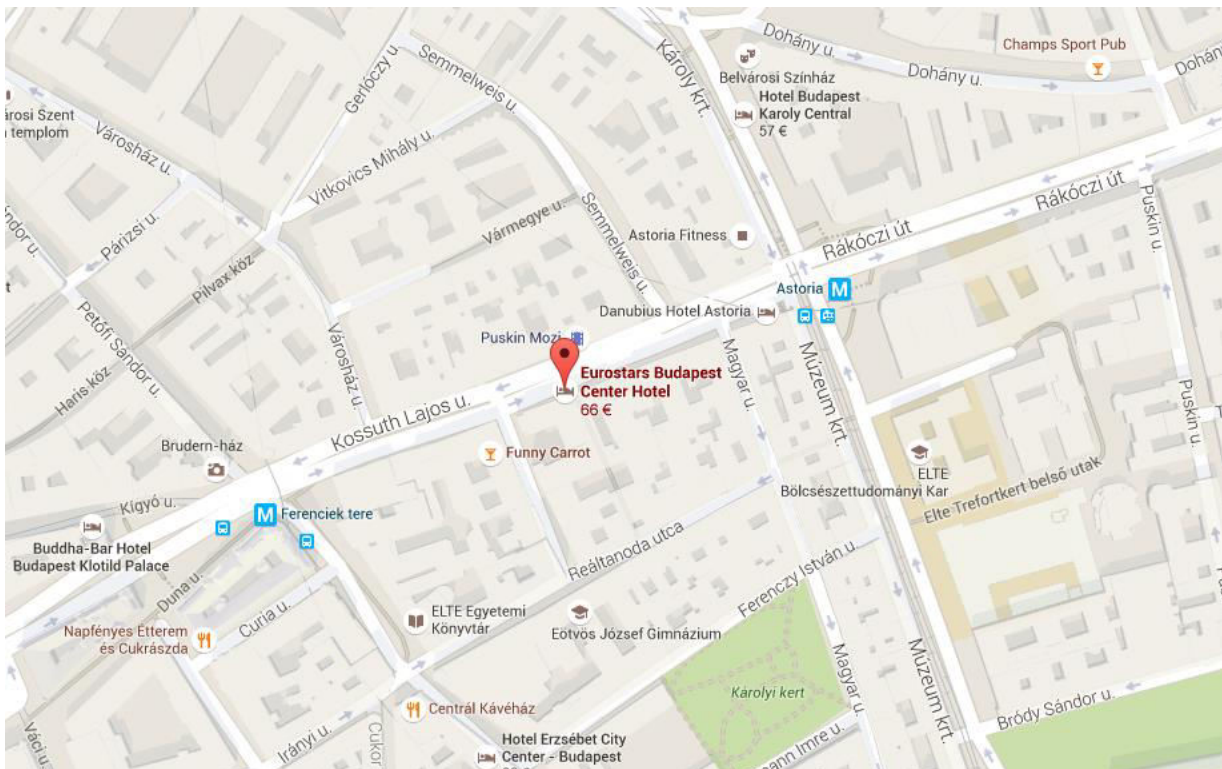 Semmelweis u.
Gerlóczy u.
Károly krt.
Dohány u.
Dohány u.
Champs Sport Pub
Belvárosi Színház
Hotel Budapest
Karoly Central
57 €
Városház u.
Vitkovics Mihály u.
Párizsi u.
Pilvax köz
Vármegye u.
Semmelweis u.
Astoria Fitness
Rákóczi út
Rákóczi út
Puskin u.
Astoria M
Danubius Hotel Astoria
Puskin Mozi
Eurostars Budapest
Center Hotel
66 €
Petőfi Sándor u.
Haris köz
Városház u.
Kossuth Lajos u.
Magyar u.
Múzeum krt.
Puskin u.
Brudern-ház
Funny Carrot
ELTE
Bölcsészettudományi Kar
Elte Trefortkert belső utak
Kígyó u.
M Ferenciek tere
Buddha-Bar Hotel
Budapest Klotild Palace
Reáltanoda utca
Ferenczy István u.
Duna u.
Curia u.
Napfényes Étterem
és Cukrászda
ELTE Egyetemi
Könyvtár
Eötvös József Gimnázium
Károlyi kert
Magyar u.
Múzeum krt.
Bródy Sándor u.
Centrál Kávéház
Váci u.
Irányi u.
Hotel Erzsébet City
Center - Budapest
Imre u.